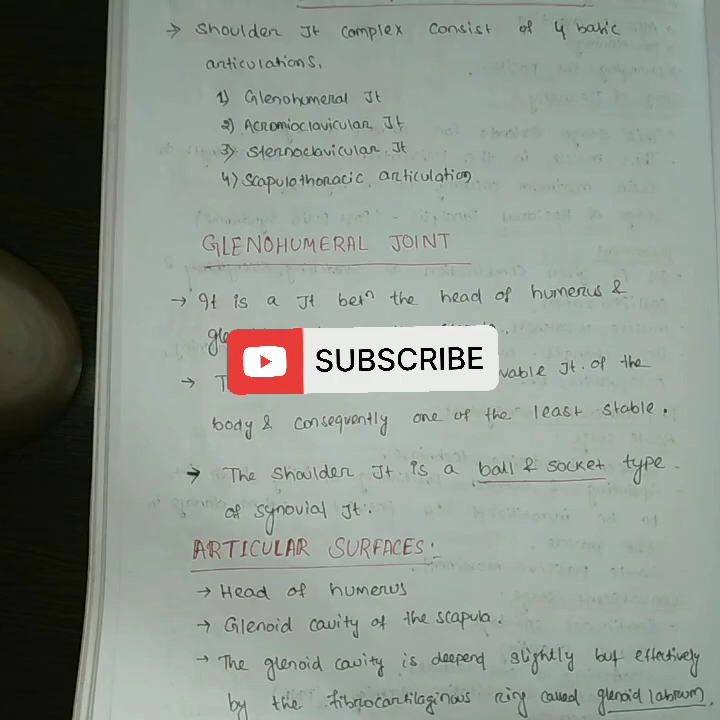 → Shoulder Jt complex consist of 4 basic
articulations.
1) Glenohumeral Jt
2) Acromioclavicular Jt
3) Sternoclavicular Jt
4) Scapulothoracic articulation
GLENOHUMERAL JOINT
→ It is a Jt betⁿ the head of humerus &
SUBSCRIBE
→ Jt. of the
body & consequently one of the least stable.
→ The shoulder Jt is a ball & socket type
of synovial Jt.
ARTICULAR SURFACES:
→ Head of humerus
→ Glenoid cavity of the scapula.
→ The glenoid cavity is deepend slightly but effectively
by the fibrocartilaginous ring called glenoid labrum.